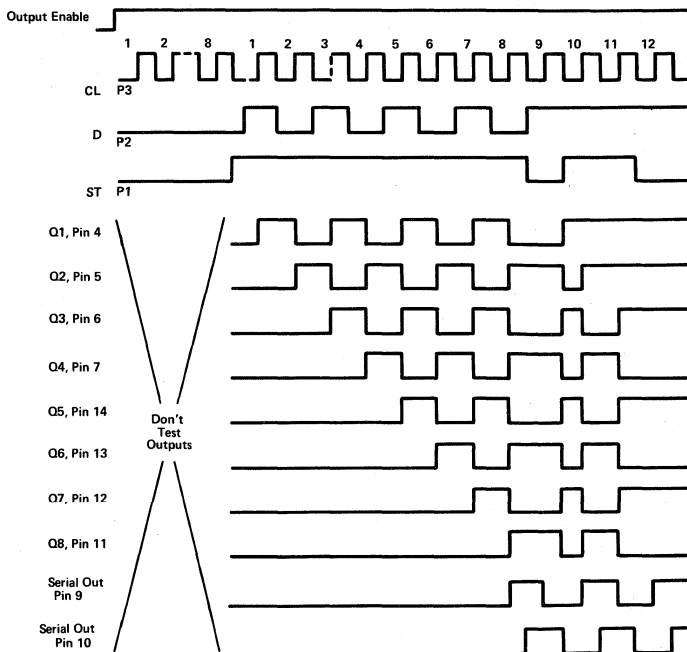 Output Enable
1 2 8 1 2 3 4 5 6 7 8 9 10 11 12
CL P3
D P2
ST P1
Q1, Pin 4
Q2, Pin 5
Q3, Pin 6
Q4, Pin 7
Q5, Pin 14
Q6, Pin 13
Q7, Pin 12
Q8, Pin 11
Don't
Test
Outputs
Serial Out
Pin 9
Serial Out
Pin 10